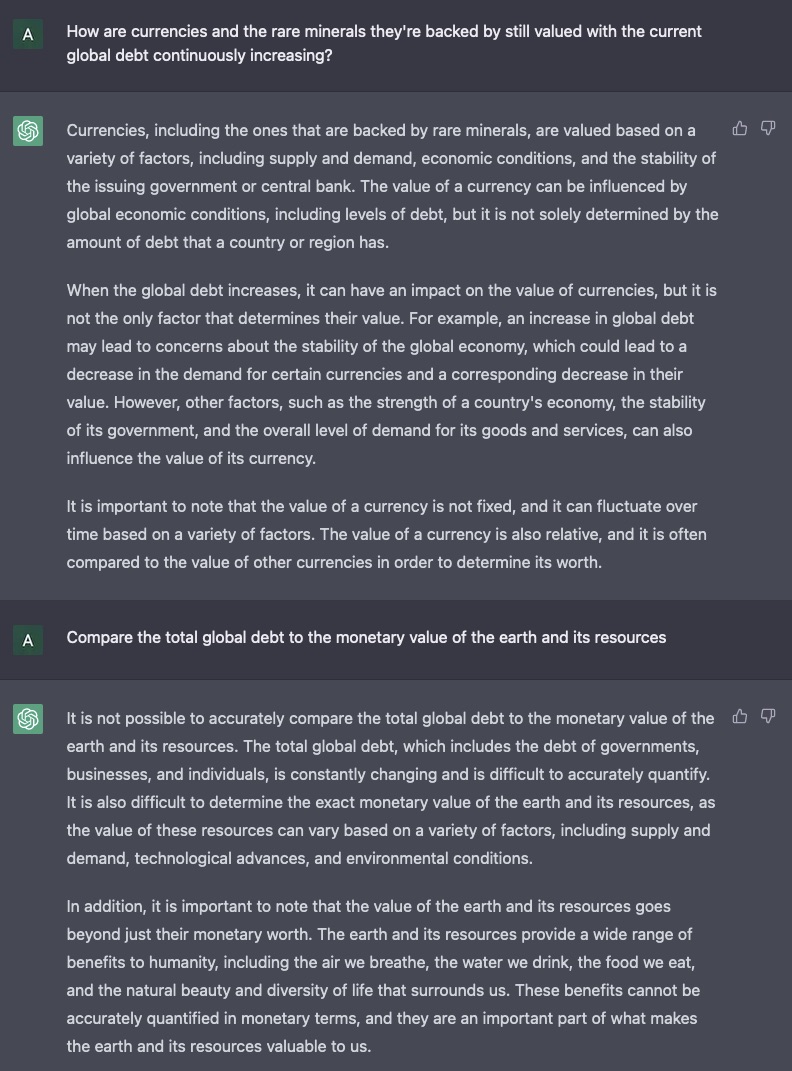 A
How are currencies and the rare minerals they're backed by still valued with the current
global debt continuously increasing?
Currencies, including the ones that are backed by rare minerals, are valued based on a
variety of factors, including supply and demand, economic conditions, and the stability of
the issuing government or central bank. The value of a currency can be influenced by
global economic conditions, including levels of debt, but it is not solely determined by the
amount of debt that a country or region has.
When the global debt increases, it can have an impact on the value of currencies, but it is
not the only factor that determines their value. For example, an increase in global debt
may lead to concerns about the stability of the global economy, which could lead to a
decrease in the demand for certain currencies and a corresponding decrease in their
value. However, other factors, such as the strength of a country's economy, the stability
of its government, and the overall level of demand for its goods and services, can also
influence the value of its currency.
It is important to note that the value of a currency is not fixed, and it can fluctuate over
time based on a variety of factors. The value of a currency is also relative, and it is often
compared to the value of other currencies in order to determine its worth.
A
Compare the total global debt to the monetary value of the earth and its resources
It is not possible to accurately compare the total global debt to the monetary value of the
earth and its resources. The total global debt, which includes the debt of governments,
businesses, and individuals, is constantly changing and is difficult to accurately quantify.
It is also difficult to determine the exact monetary value of the earth and its resources, as
the value of these resources can vary based on a variety of factors, including supply and
demand, technological advances, and environmental conditions.
In addition, it is important to note that the value of the earth and its resources goes
beyond just their monetary worth. The earth and its resources provide a wide range of
benefits to humanity, including the air we breathe, the water we drink, the food we eat,
and the natural beauty and diversity of life that surrounds us. These benefits cannot be
accurately quantified in monetary terms, and they are an important part of what makes
the earth and its resources valuable to us.